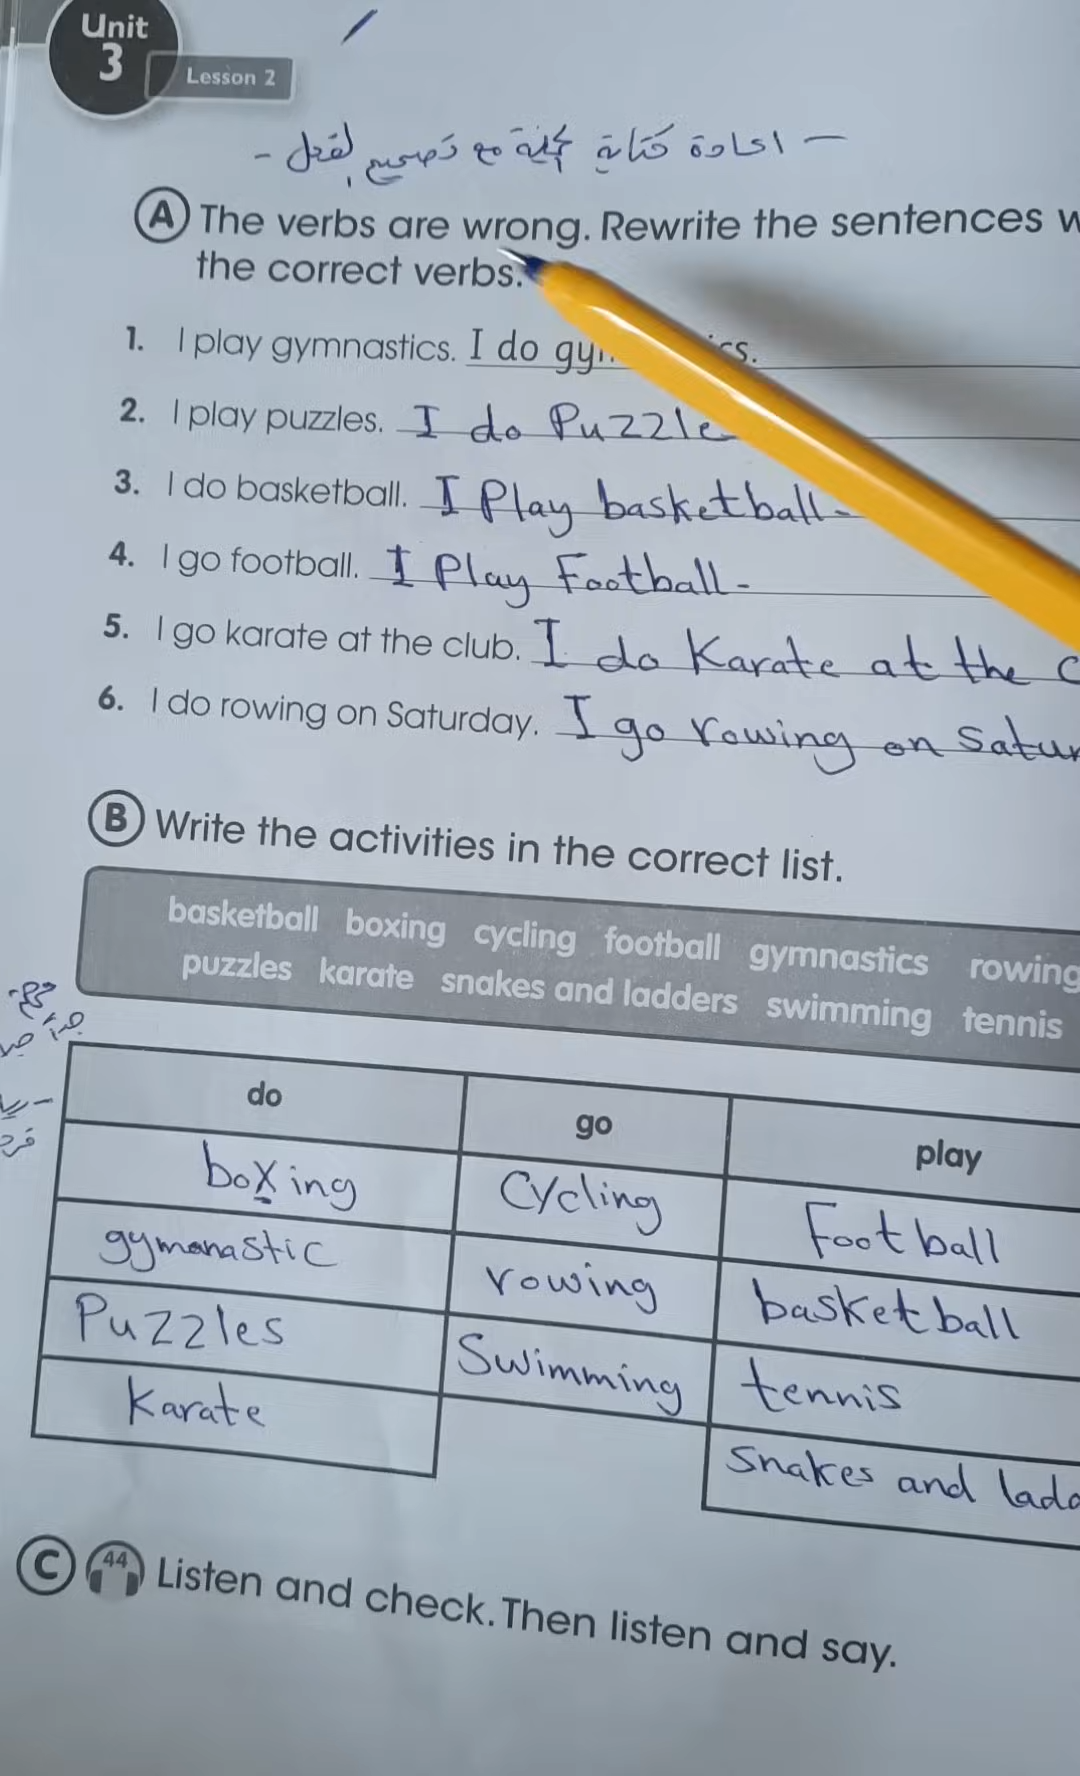 Unit
3
Lesson 2
- اعادة كتابة جملة مع تصحيح لفعل -
A The verbs are wrong. Rewrite the sentences
the correct verbs.
1. I play gymnastics. I do
2. I play puzzles. I do Puzzle
3. I do basketball. I Play basketball.
4. I go football. I Play Football.
5. I go karate at the club. I do Karate at the
6. I do rowing on Saturday. I go rowing on Satur
B Write the activities in the correct list.
basketball boxing cycling football gymnastics rowing
puzzles karate snakes and ladders swimming tennis
do go play
boxing Cycling Football
gymanastic rowing basketball
Puzzles Swimming tennis
Karate Snakes and ladd
C 44 Listen and check. Then listen and say.